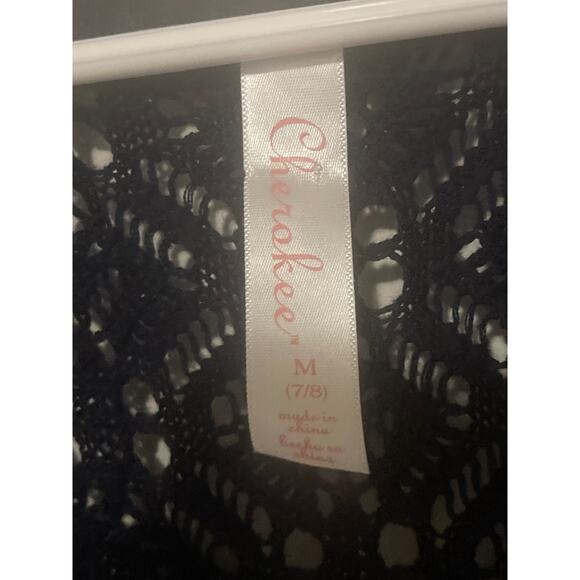 Cherokee™
M
(7/8)
made in
china
hecho en
china